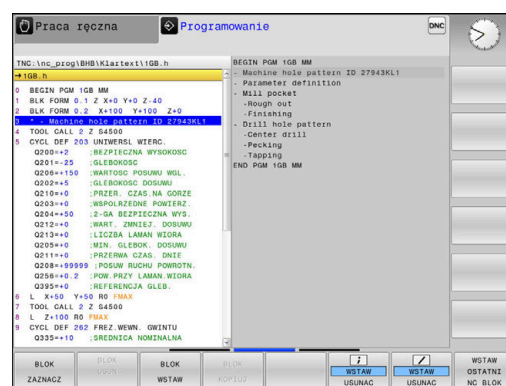 Praca ręczna
Programowanie
DNC
TNC:\nc_prog\BHB\Klartext\1GB.h
→1GB.h
0 BEGIN PGM 1GB MM
1 BLK FORM 0.1 Z X+0 Y+0 Z-40
2 BLK FORM 0.2 X+100 Y+100 Z+0
3 * - Machine hole pattern ID 27943KL1
4 TOOL CALL 2 Z S4500
5 CYCL DEF 203 UNIWERSL WIERC.
Q200=+2 ;BEZPIECZNA WYSOKOSC
Q201=-25 ;GLEBOKOSC
Q206=+150 ;WARTOSC POSUWU WGL.
Q202=+5 ;GLEBOKOSC DOSUWU
Q210=+0 ;PRZER. CZAS.NA GORZE
Q203=+0 ;WSPOLRZEDNE POWIERZ.
Q204=+50 ;2-GA BEZPIECZNA WYS.
Q212=+0 ;WART. ZMNIEJ. DOSUWU
Q213=+0 ;LICZBA LAMAN WIORA
Q205=+0 ;MIN. GLEBOK. DOSUWU
Q211=+0 ;PRZERWA CZAS. DNIE
Q208=+99999 ;POSUW RUCHU POWROTN.
Q256=+0.2 ;POW.PRZY LAMAN.WIORA
Q395=+0 ;REFERENCJA GLEB.
6 L X+50 Y+50 R0 FMAX
7 TOOL CALL 2 Z S4500
8 L Z+100 R0 FMAX
9 CYCL DEF 262 FREZ.WEWN. GWINTU
Q335=+10 ;SREDNICA NOMINALNA
BEGIN PGM 1GB MM
- Machine hole pattern ID 27943KL1
- Parameter definition
- Mill pocket
-Rough out
-Finishing
- Drill hole pattern
-Center drill
-Pecking
-Tapping
END PGM 1GB MM
BLOK
ZAZNACZ
BLOK
USUN.
BLOK
WSTAW
BLOK
KOPIUJ
WSTAW
USUNAC
WSTAW
USUNAC
WSTAW
OSTATNI
NC BLOK